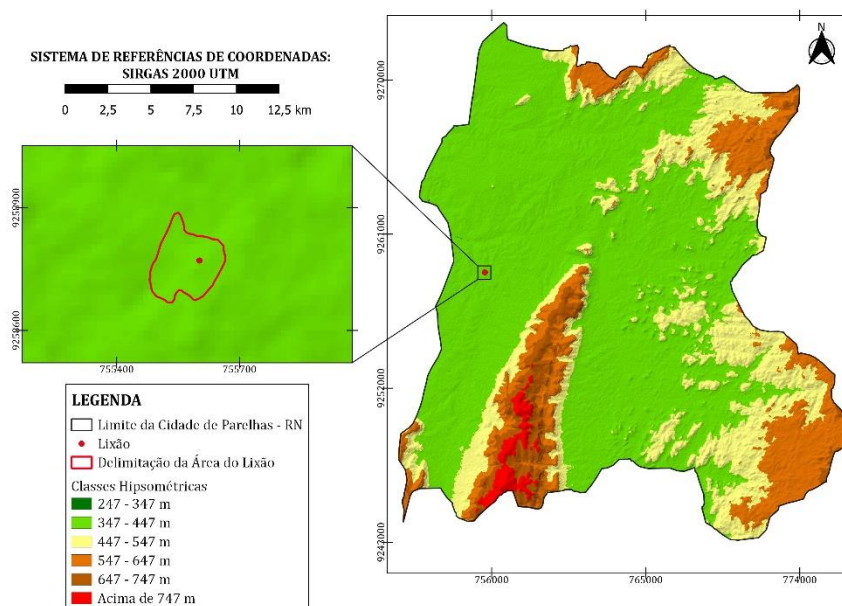 SISTEMA DE REFERÊNCIAS DE COORDENADAS:
SIRGAS 2000 UTM
0 2,5 5 7,5 10 12,5 km
9258900
9258600
755400 755700
LEGENDA
Limite da Cidade de Parelhas - RN
Lixão
Delimitação da Área do Lixão
Classes Hipsométricas
247 - 347 m
347 - 447 m
447 - 547 m
547 - 647 m
647 - 747 m
Acima de 747 m
N
9270000
9261000
9252000
9243000
756000 765000 774000